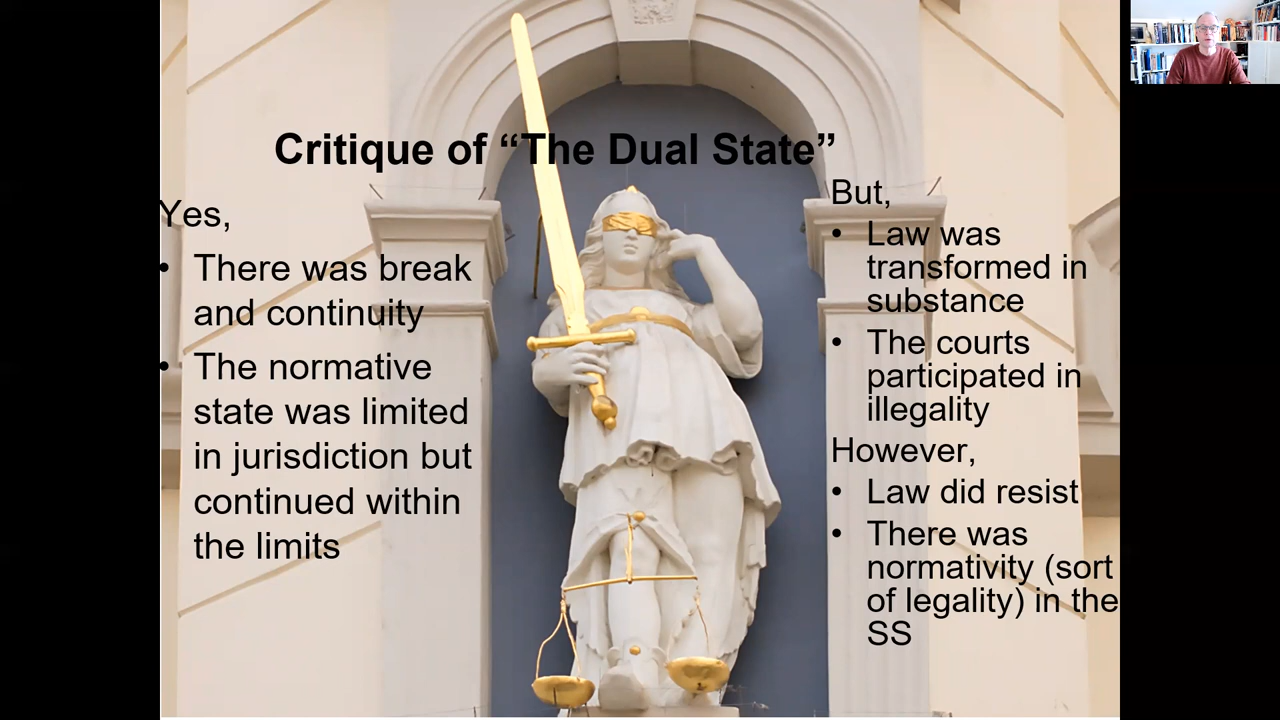 Critique of “The Dual State”
Yes,
• There was break
and continuity
• The normative
state was limited
in jurisdiction but
continued within
the limits
But,
• Law was
transformed in
substance
• The courts
participated in
illegality
However,
• Law did resist
• There was
normativity (sort
of legality) in the
SS